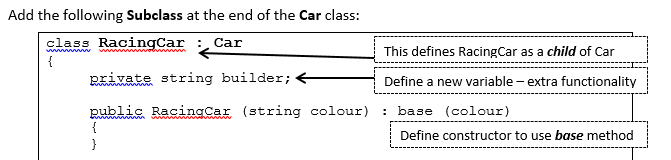 Add the following Subclass at the end of the Car class:
class RacingCar : Car
This defines RacingCar as a child of Car
{
private string builder;
Define a new variable – extra functionality
public RacingCar (string colour) : base (colour)
{
Define constructor to use base method
}